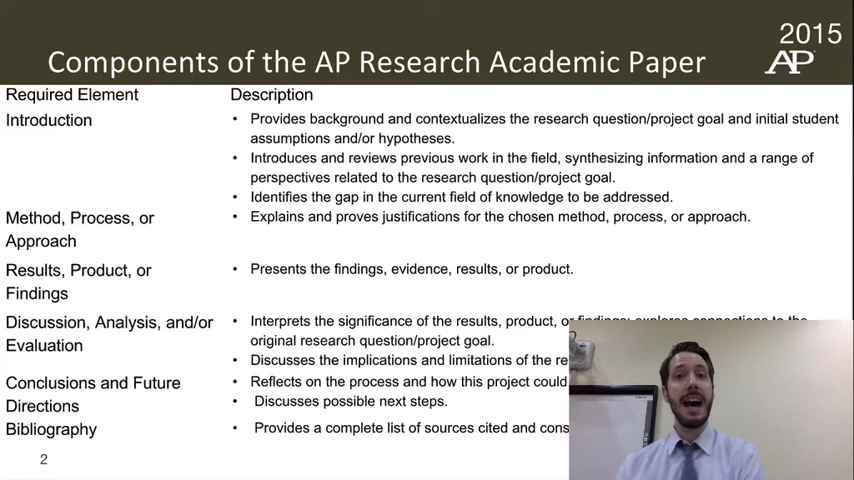 2015
Components of the AP Research Academic Paper
AP
Required Element
Description
Introduction
• Provides background and contextualizes the research question/project goal and initial student
assumptions and/or hypotheses.
• Introduces and reviews previous work in the field, synthesizing information and a range of
perspectives related to the research question/project goal.
• Identifies the gap in the current field of knowledge to be addressed.
Method, Process, or
Approach
• Explains and proves justifications for the chosen method, process, or approach.
Results, Product, or
Findings
• Presents the findings, evidence, results, or product.
Discussion, Analysis, and/or
Evaluation
• Interprets the significance of the results, product, or findings; explores connections to the
original research question/project goal.
• Discusses the implications and limitations of the
Conclusions and Future
Directions
• Reflects on the process and how this project could
• Discusses possible next steps.
Bibliography
• Provides a complete list of sources cited and
2